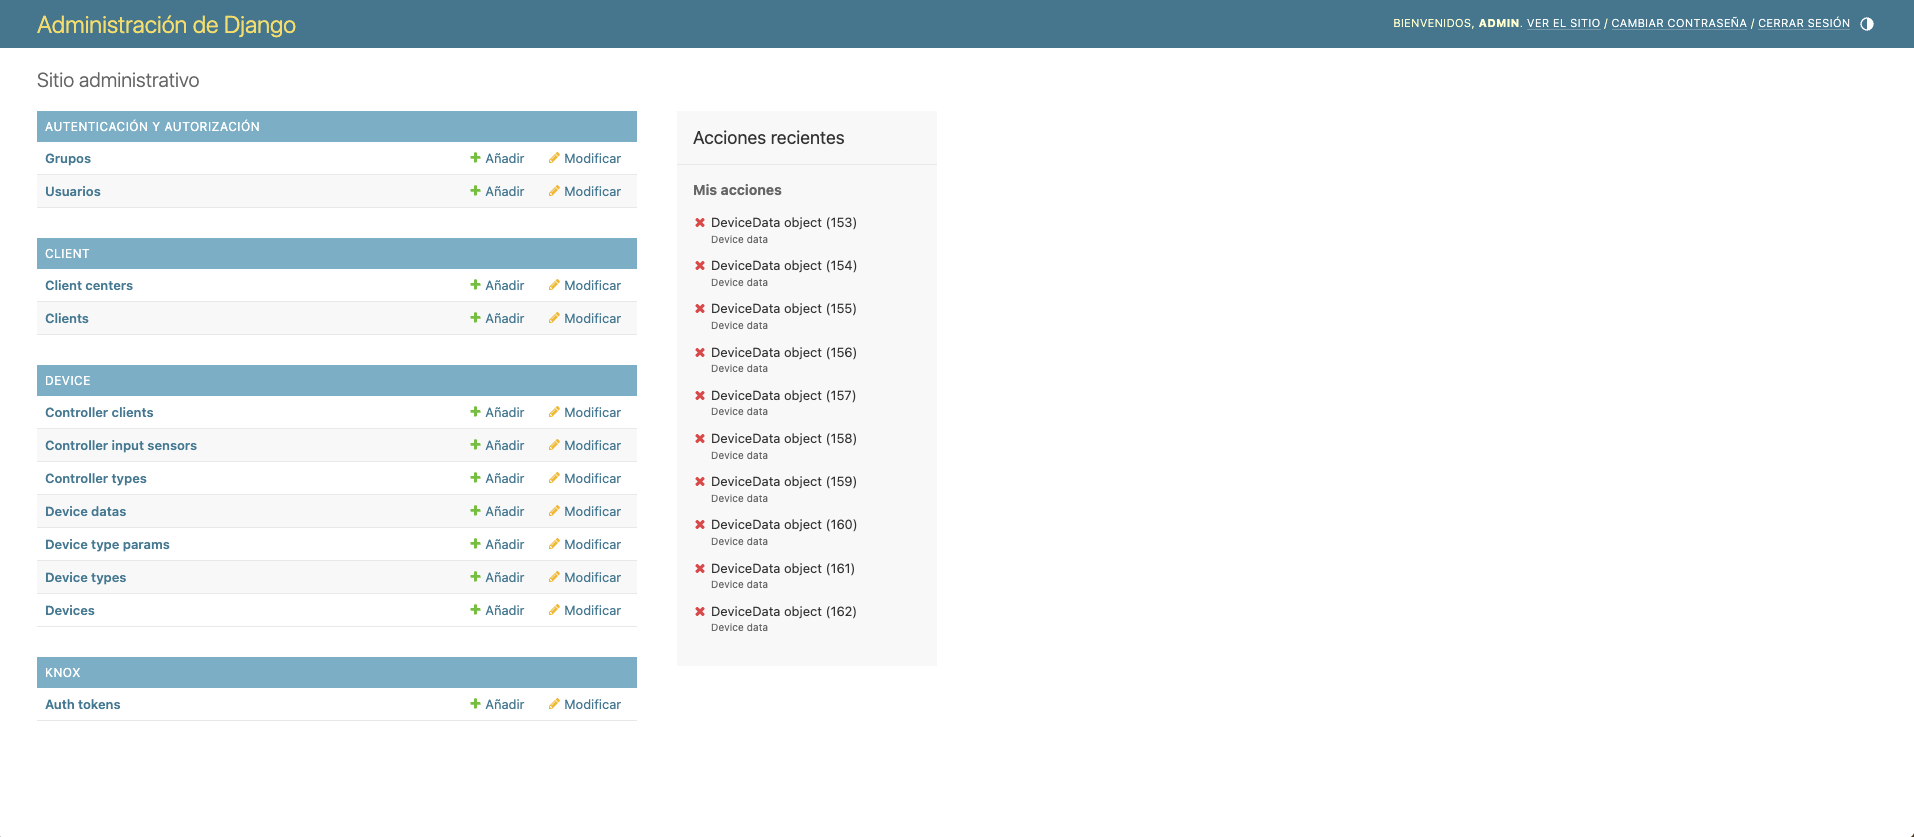 Administración de Django
BIENVENIDOS, ADMIN. VER EL SITIO / CAMBIAR CONTRASEÑA / CERRAR SESIÓN
Sitio administrativo
AUTENTICACIÓN Y AUTORIZACIÓN
Grupos Añadir Modificar
Usuarios Añadir Modificar
CLIENT
Client centers Añadir Modificar
Clients Añadir Modificar
DEVICE
Controller clients Añadir Modificar
Controller input sensors Añadir Modificar
Controller types Añadir Modificar
Device datas Añadir Modificar
Device type params Añadir Modificar
Device types Añadir Modificar
Devices Añadir Modificar
KNOX
Auth tokens Añadir Modificar
Acciones recientes
Mis acciones
DeviceData object (153)
Device data
DeviceData object (154)
Device data
DeviceData object (155)
Device data
DeviceData object (156)
Device data
DeviceData object (157)
Device data
DeviceData object (158)
Device data
DeviceData object (159)
Device data
DeviceData object (160)
Device data
DeviceData object (161)
Device data
DeviceData object (162)
Device data